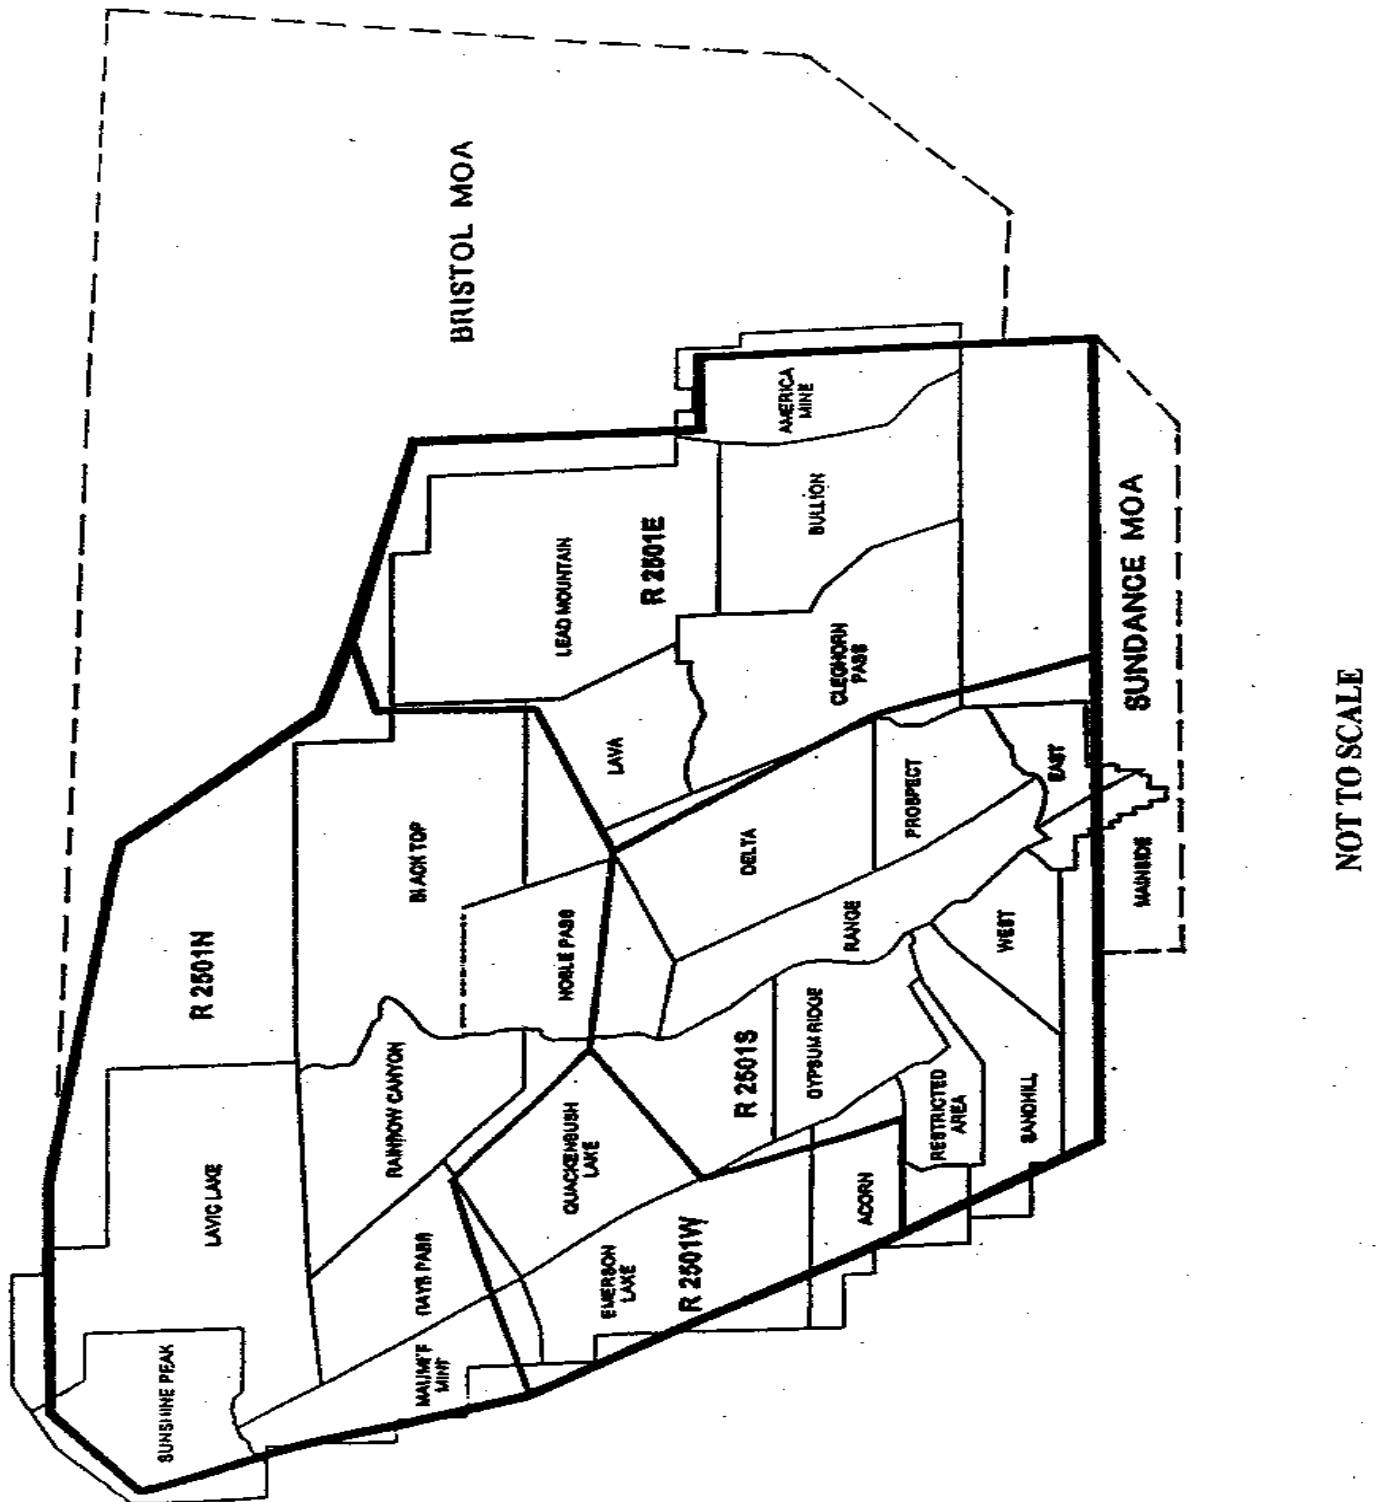 BRISTOL MOA
SUNSHINE PEAK
LAVIC LAKE
R 2501N
MAUMEE
MINE
DAYS PASS
RAINBOW CANYON
BLACK TOP
EMERSON
LAKE
QUACKENBUSH
LAKE
NOBLE PASS
LAVA
LEAD MOUNTAIN
R 2501E
R 2501W
R 2501S
DELTA
CLEGHORN
PASS
BULLION
AMERICA
MINE
ACORN
GYPSUM RIDGE
RANGE
PROSPECT
RESTRICTED
AREA
SANDHILL
WEST
EAST
MAINSIDE
SUNDANCE MOA
NOT TO SCALE